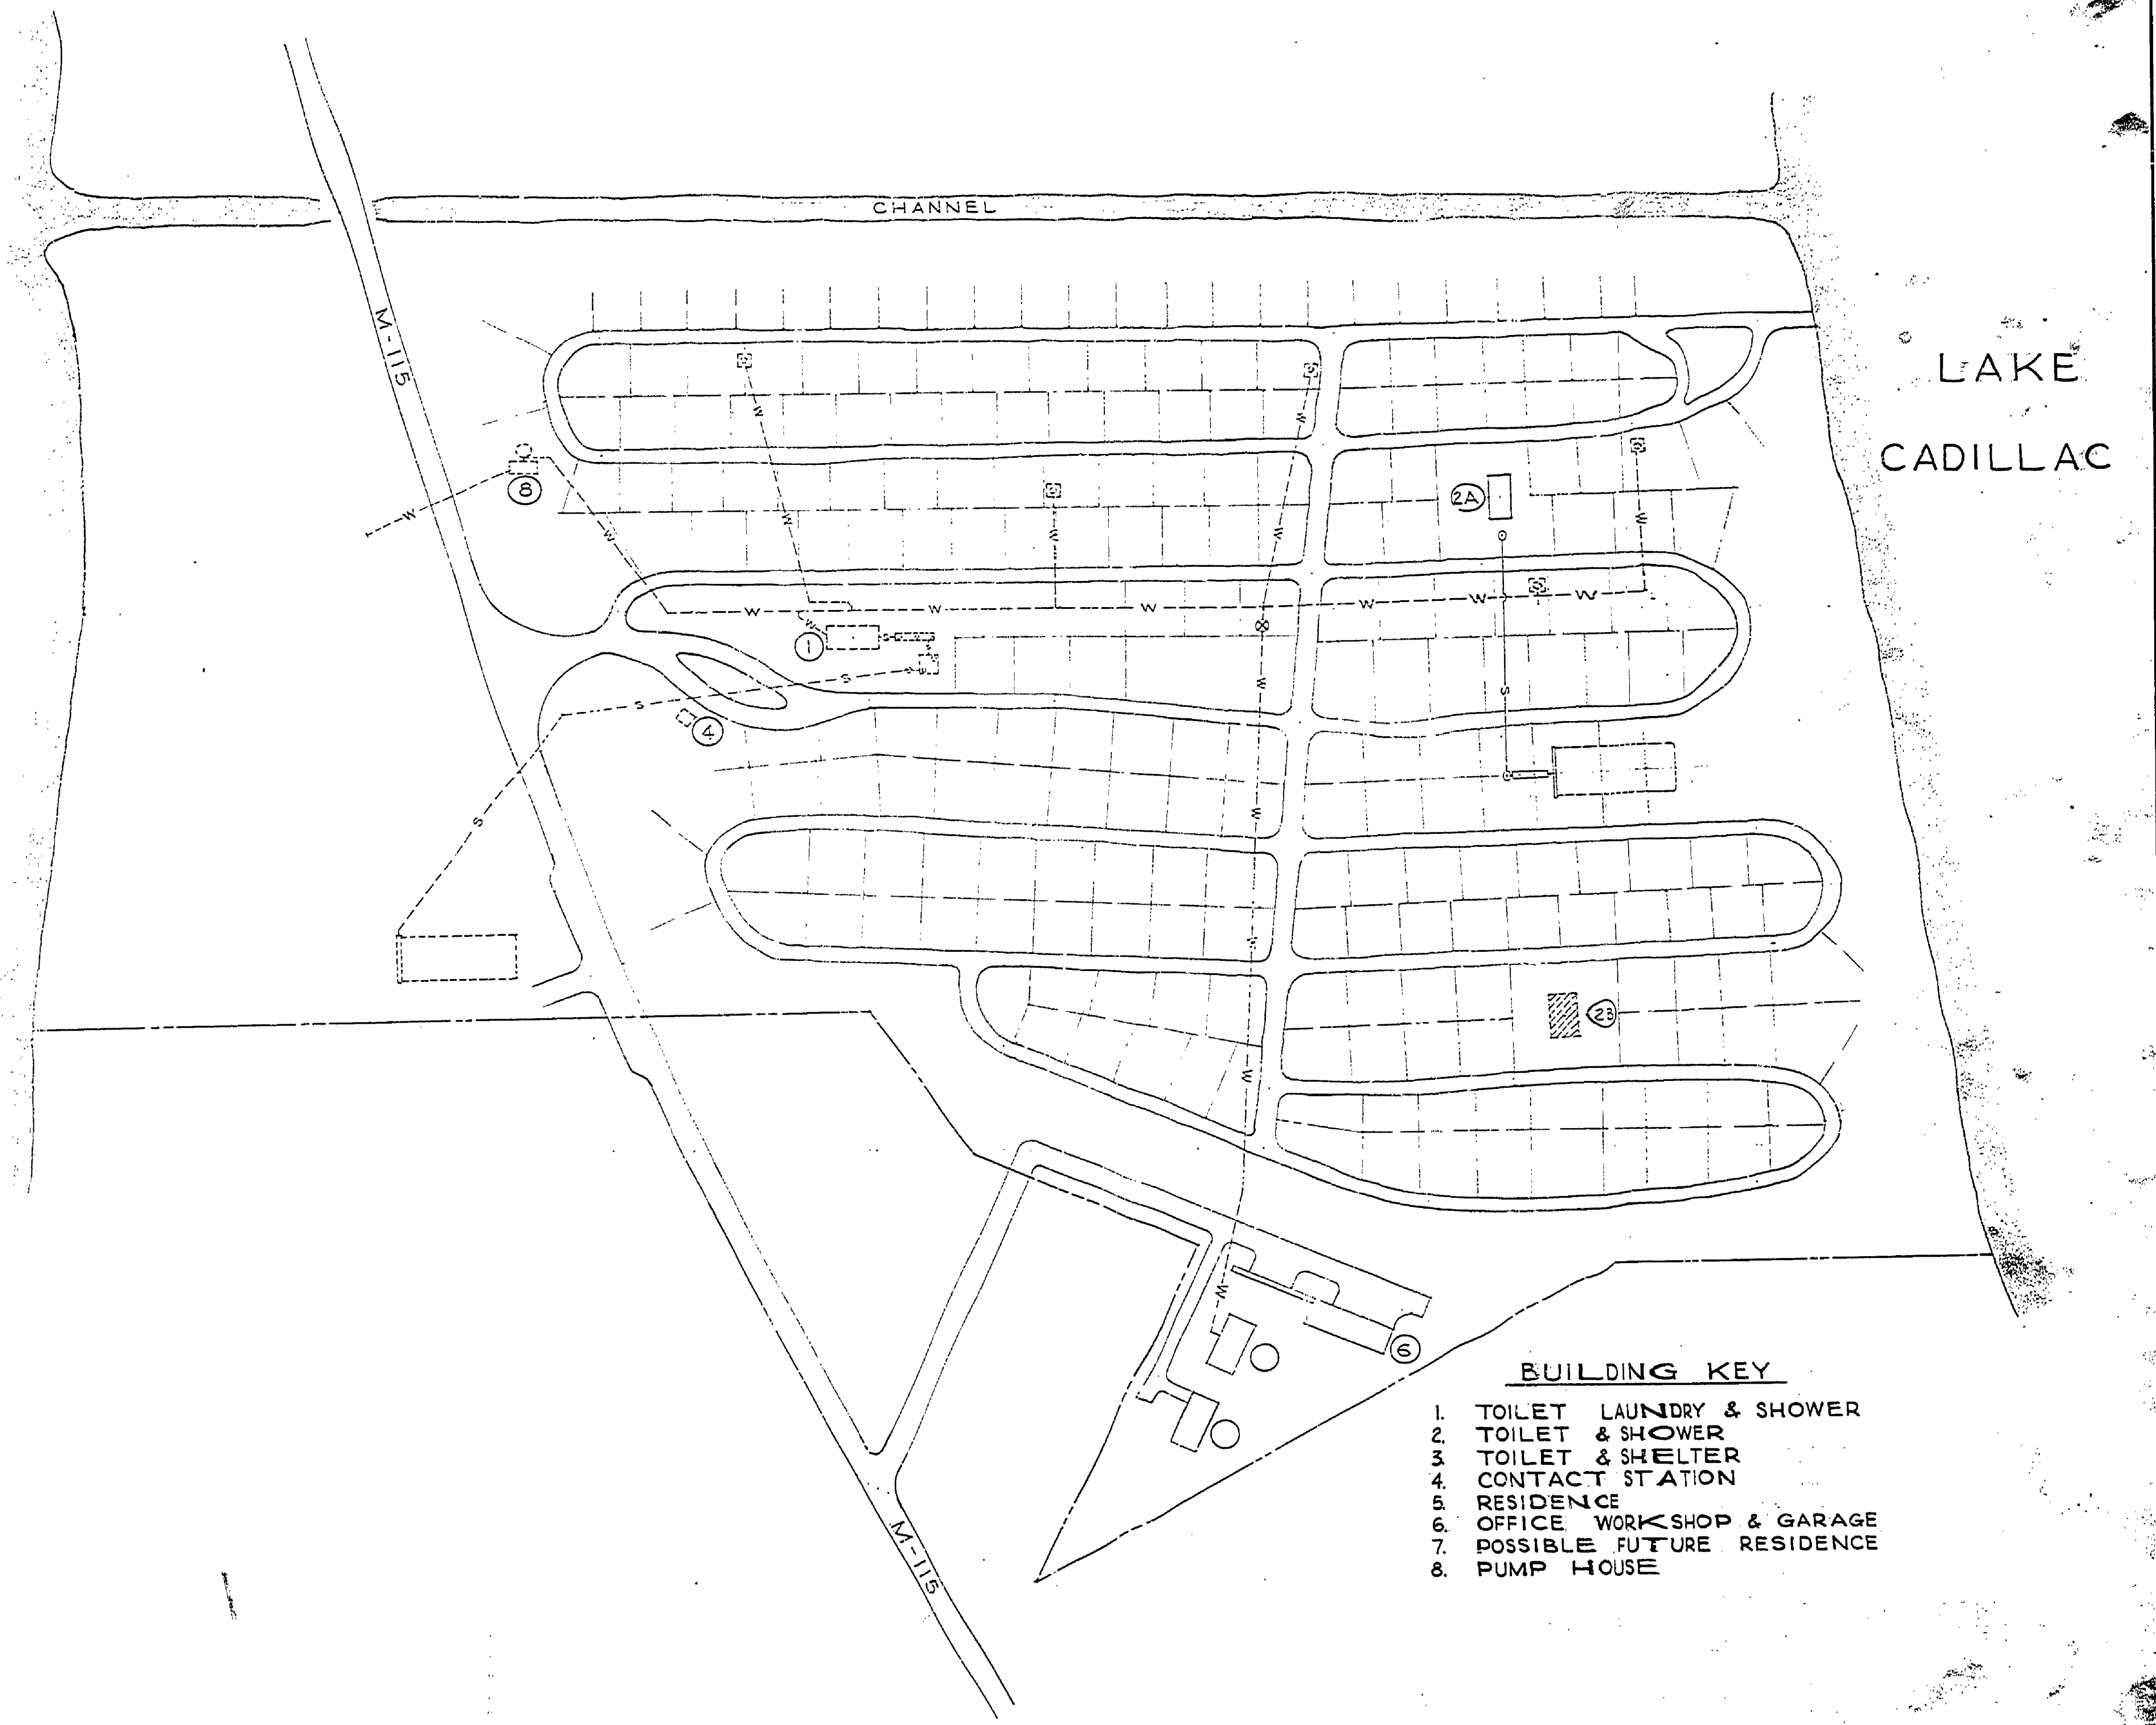 CHANNEL
M-115
LAKE
CADILLAC
W
W
W
8
W
W
2A
W
W
W
W
W
W
W
W
W
W
W
1
S
S
W
S
S
S
4
W
S
W
2B
W
W
6
BUILDING KEY
1. TOILET LAUNDRY & SHOWER
2. TOILET & SHOWER
3. TOILET & SHELTER
4. CONTACT STATION
5. RESIDENCE
6. OFFICE WORKSHOP & GARAGE
7. POSSIBLE FUTURE RESIDENCE
8. PUMP HOUSE
M-115